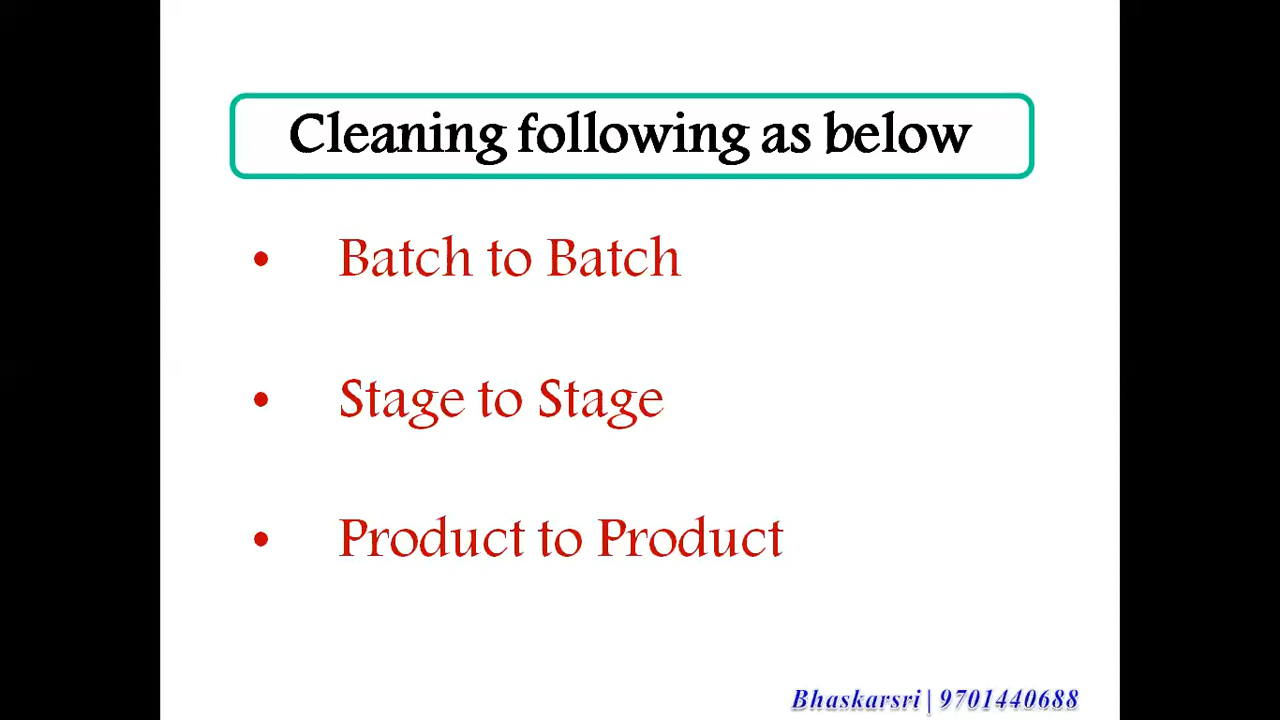 Cleaning following as below
• Batch to Batch
• Stage to Stage
• Product to Product
Bhaskarsri | 9701440688